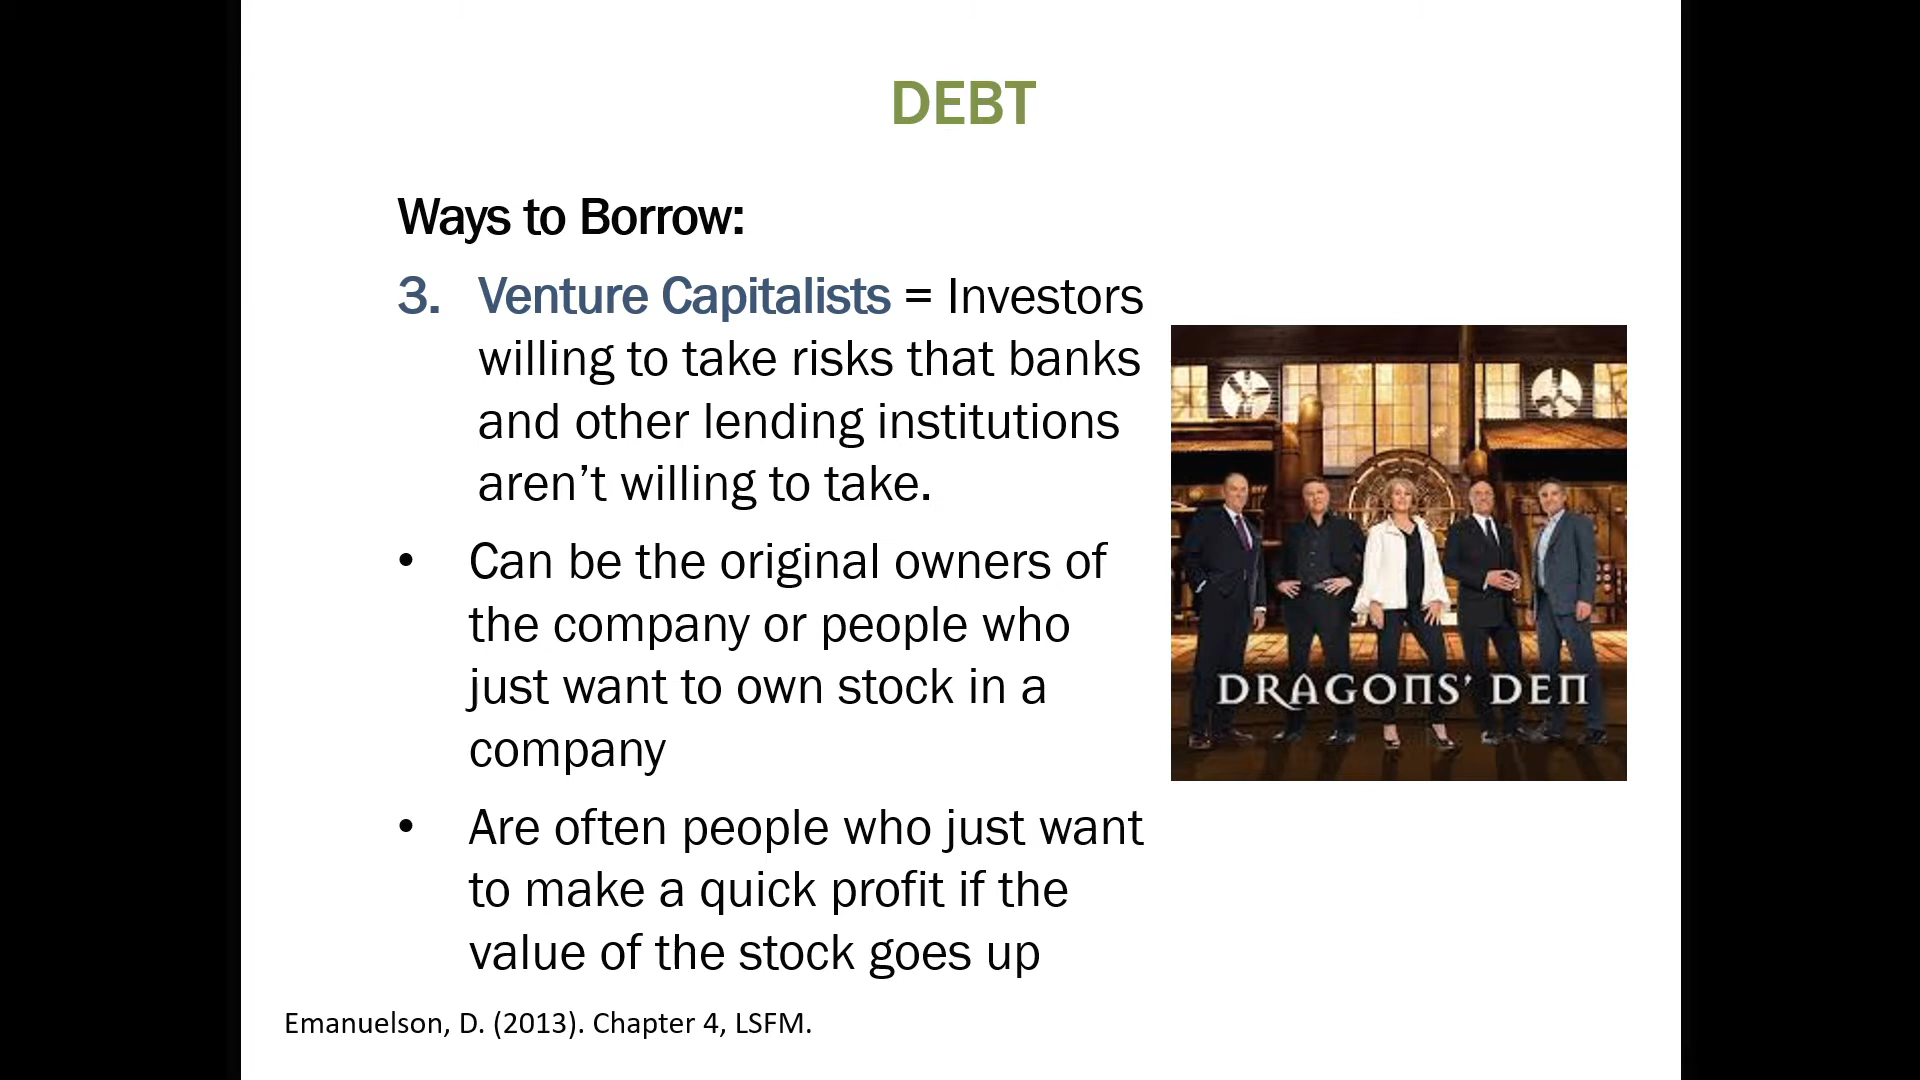 DEBT
Ways to Borrow:
3. Venture Capitalists = Investors
willing to take risks that banks
and other lending institutions
aren’t willing to take.
• Can be the original owners of
the company or people who
just want to own stock in a
company
• Are often people who just want
to make a quick profit if the
value of the stock goes up
DRAGONS' DEN
Emanuelson, D. (2013). Chapter 4, LSFM.